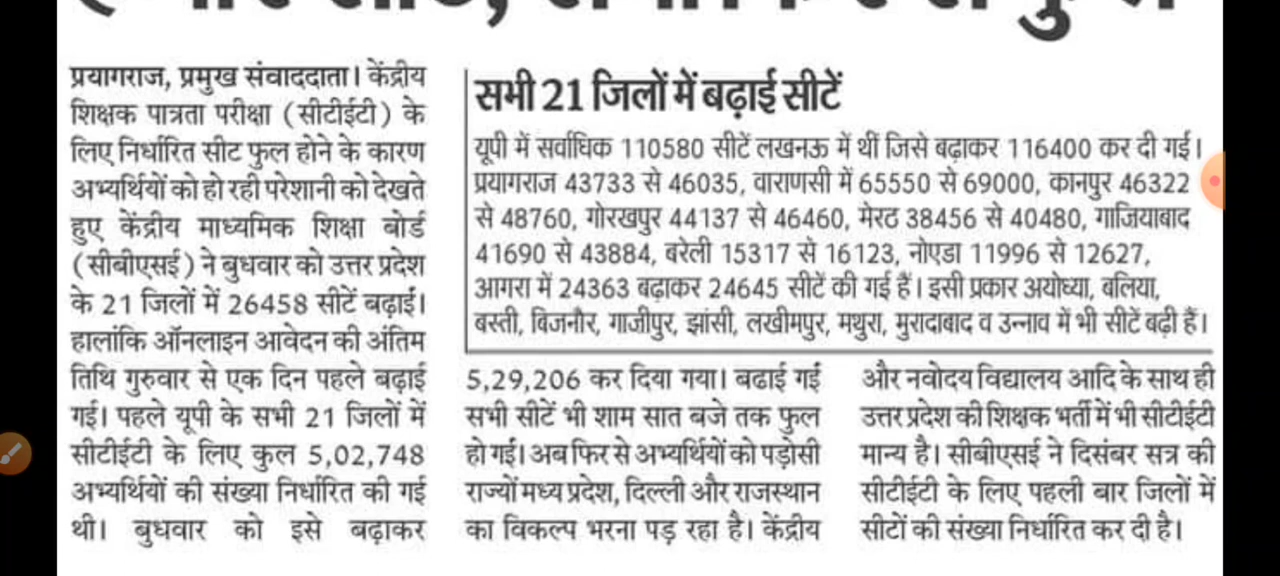 प्रयागराज, प्रमुख संवाददाता। केंद्रीय
शिक्षक पात्रता परीक्षा (सीटीईटी) के
लिए निर्धारित सीट फुल होने के कारण
अभ्यर्थियों को हो रही परेशानी को देखते
हुए केंद्रीय माध्यमिक शिक्षा बोर्ड
(सीबीएसई) ने बुधवार को उत्तर प्रदेश
के 21 जिलों में 26458 सीटें बढ़ाईं।
हालांकि ऑनलाइन आवेदन की अंतिम
तिथि गुरुवार से एक दिन पहले बढ़ाई
गई। पहले यूपी के सभी 21 जिलों में
सीटीईटी के लिए कुल 5,02,748
अभ्यर्थियों की संख्या निर्धारित की गई
थी। बुधवार को इसे बढ़ाकर
सभी 21 जिलों में बढ़ाई सीटें
यूपी में सर्वाधिक 110580 सीटें लखनऊ में थीं जिसे बढ़ाकर 116400 कर दी गई।
प्रयागराज 43733 से 46035, वाराणसी में 65550 से 69000, कानपुर 46322
से 48760, गोरखपुर 44137 से 46460, मेरठ 38456 से 40480, गाजियाबाद
41690 से 43884, बरेली 15317 से 16123, नोएडा 11996 से 12627,
आगरा में 24363 बढ़ाकर 24645 सीटें की गई हैं। इसी प्रकार अयोध्या, बलिया,
बस्ती, बिजनौर, गाजीपुर, झांसी, लखीमपुर, मथुरा, मुरादाबाद व उन्नाव में भी सीटें बढ़ी हैं।
5,29,206 कर दिया गया। बढाई गईं
सभी सीटें भी शाम सात बजे तक फुल
हो गईं। अब फिर से अभ्यर्थियों को पड़ोसी
राज्यों मध्य प्रदेश, दिल्ली और राजस्थान
का विकल्प भरना पड़ रहा है। केंद्रीय
और नवोदय विद्यालय आदि के साथ ही
उत्तर प्रदेश की शिक्षक भर्ती में भी सीटीईटी
मान्य है। सीबीएसई ने दिसंबर सत्र की
सीटीईटी के लिए पहली बार जिलों में
सीटों की संख्या निर्धारित कर दी है।